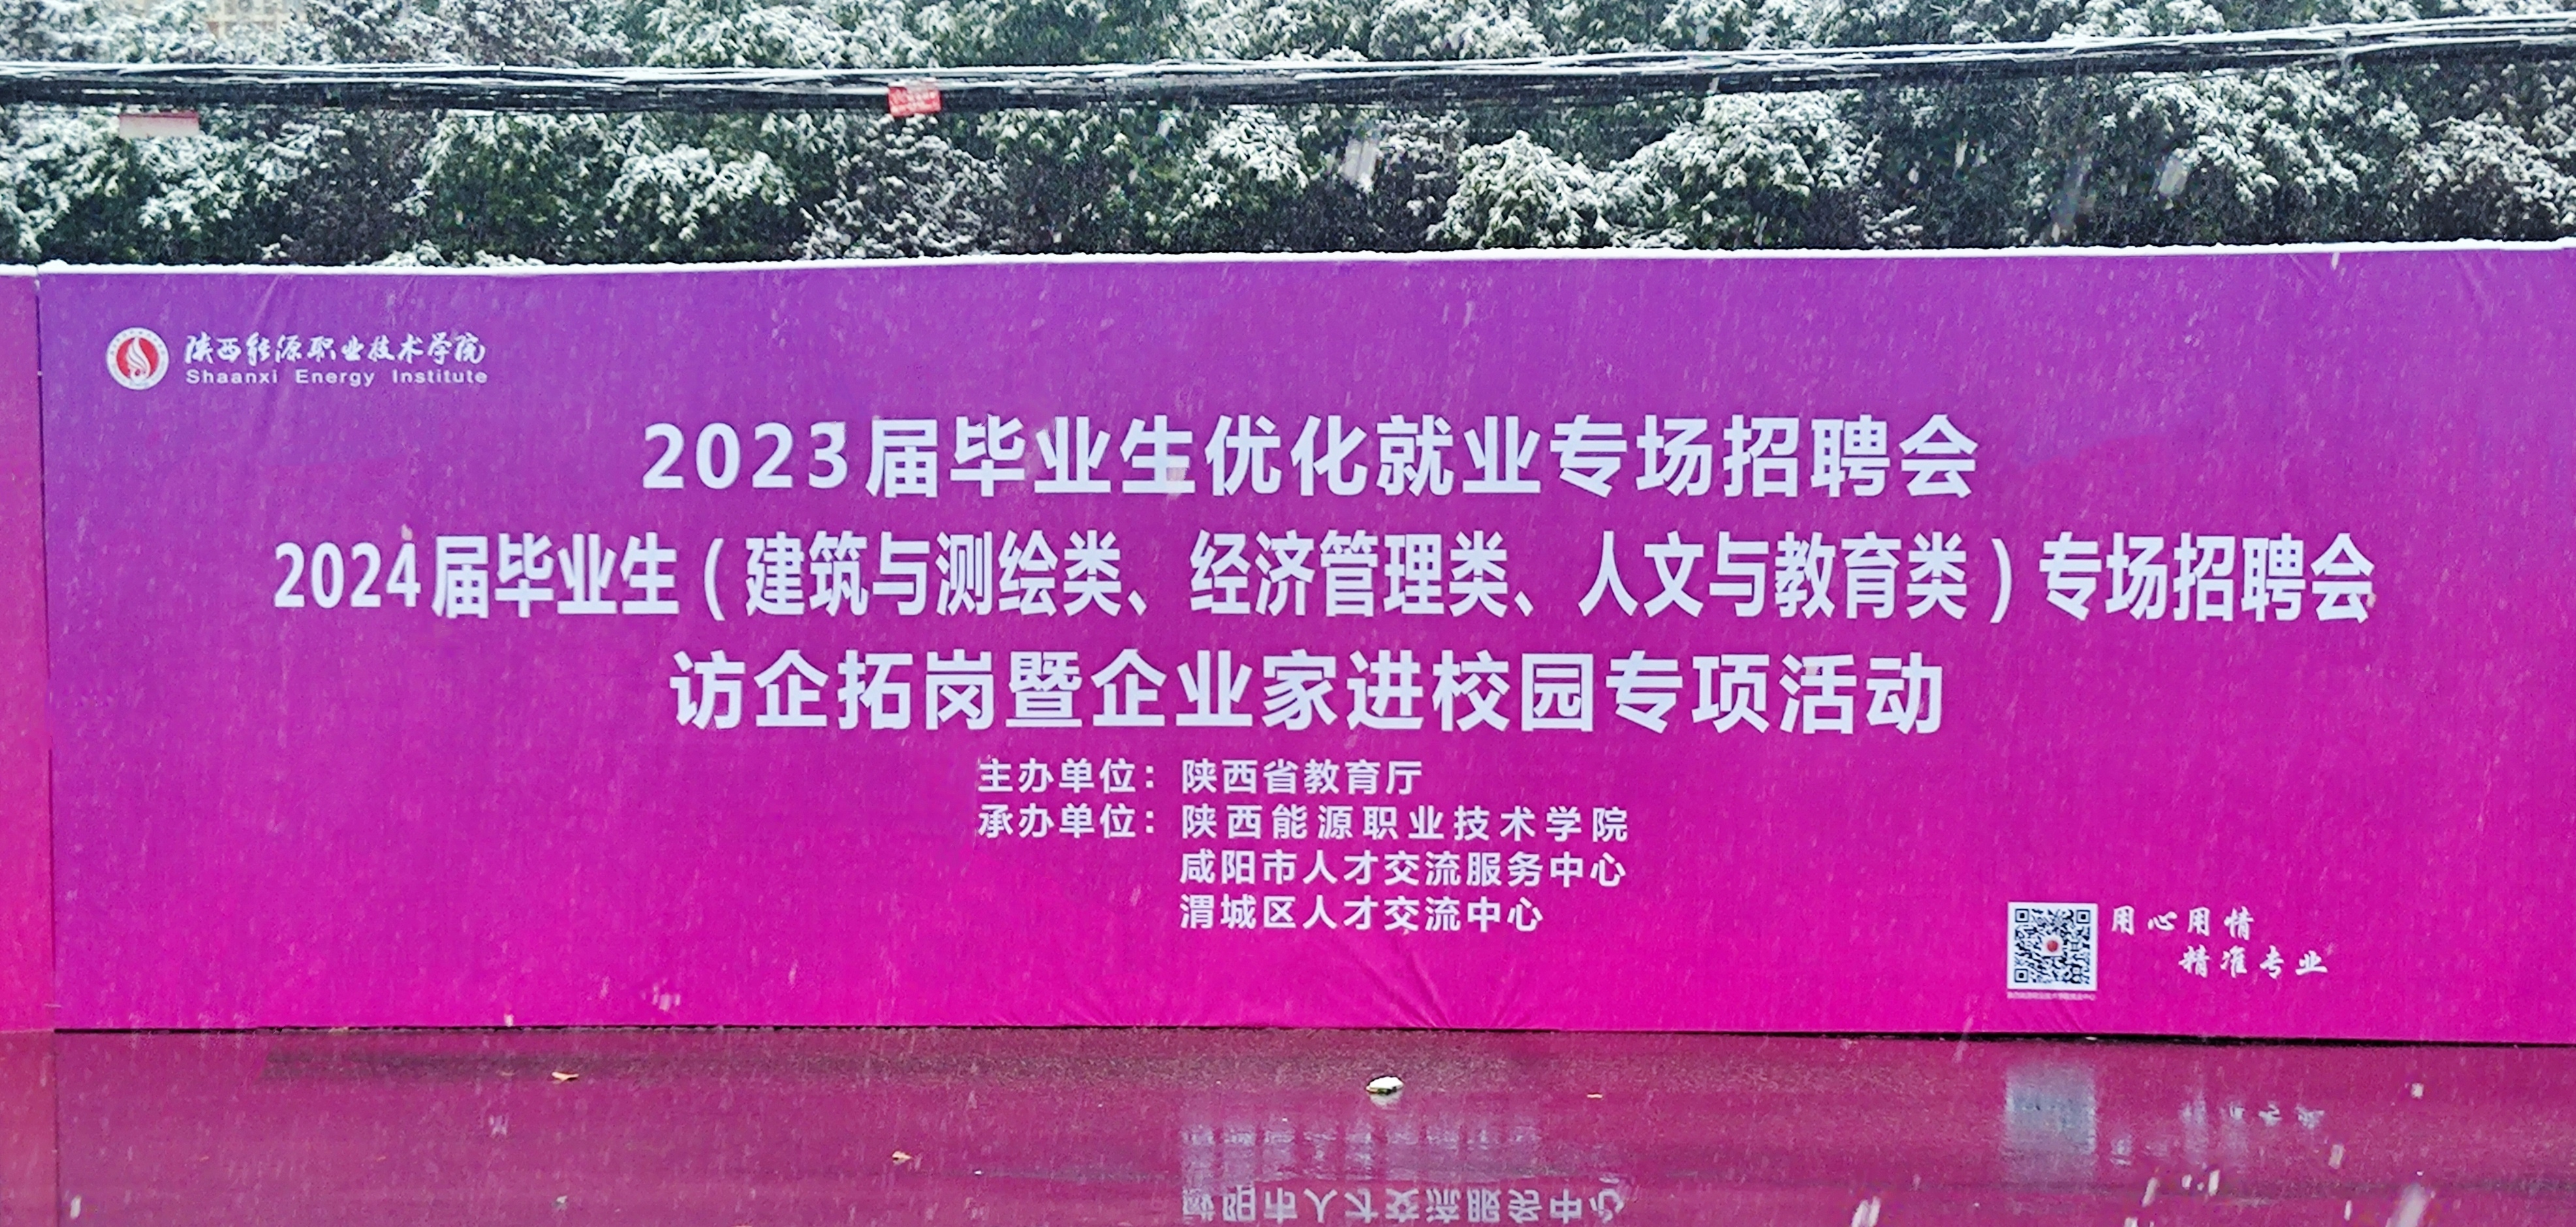 陕西能源职业技术学院
Shaanxi Energy Institute
2023届毕业生优化就业专场招聘会
2024届毕业生（建筑与测绘类、经济管理类、人文与教育类）专场招聘会
访企拓岗暨企业家进校园专项活动
主办单位：陕西省教育厅
承办单位：陕西能源职业技术学院
咸阳市人才交流服务中心
渭城区人才交流中心
用心用情
精准专业